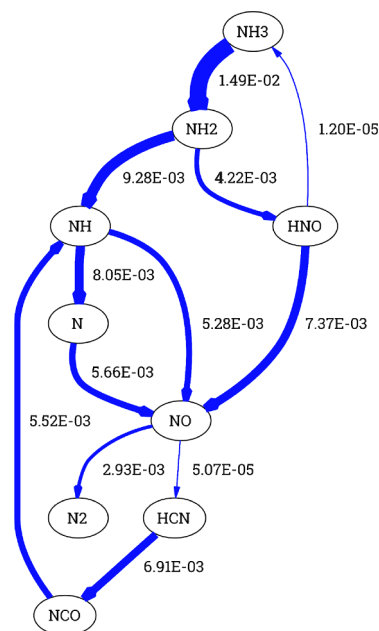 NH3
1.49E-02
NH2
1.20E-05
9.28E-03
4.22E-03
NH
HNO
8.05E-03
N
5.28E-03
7.37E-03
5.66E-03
5.52E-03
NO
2.93E-03
5.07E-05
N2
HCN
6.91E-03
NCO